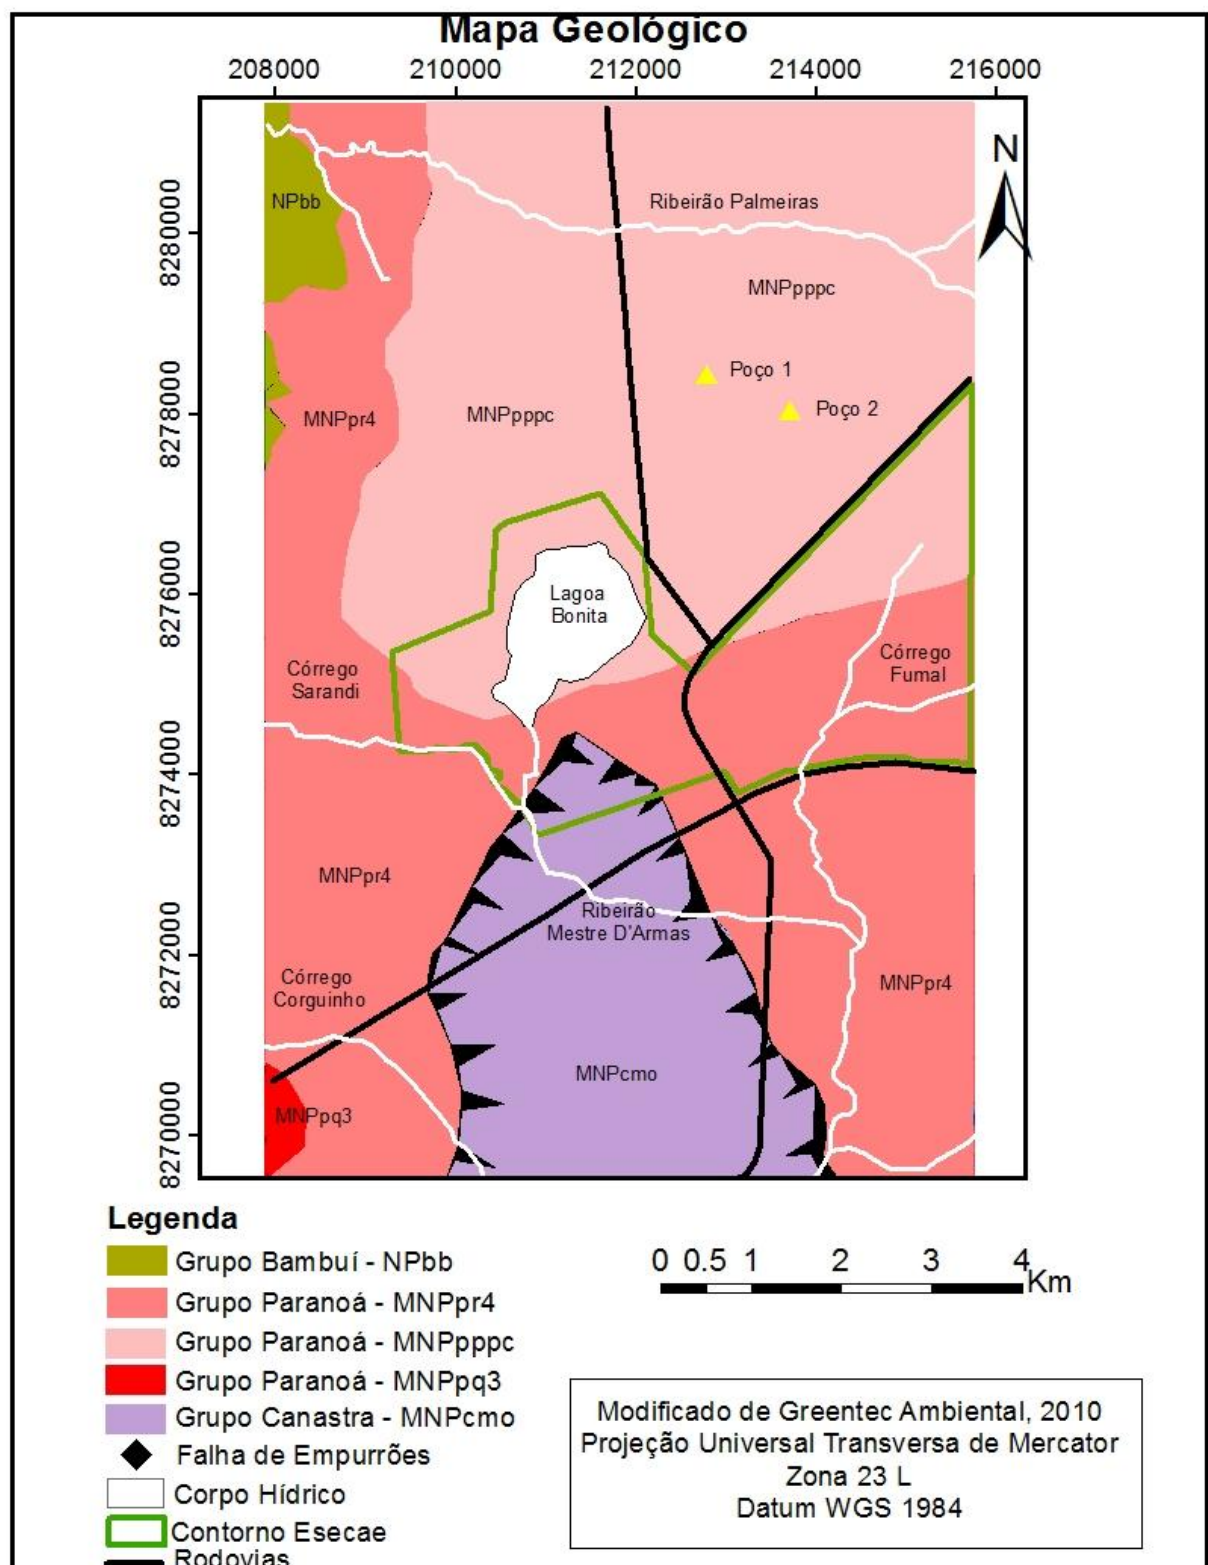 Mapa Geológico
208000 210000 212000 214000 216000
N
8280000
8278000
8276000
8274000
8272000
8270000
NPbb
Ribeirão Palmeiras
MNPpppc
Poço 1
Poço 2
MNPpr4
MNPpppc
Lagoa
Bonita
Córrego
Sarandi
Córrego
Fumal
MNPpr4
Ribeirão
Mestre D'Armas
Córrego
Corguinho
MNPpr4
MNPcmo
MNPpq3
Legenda
Grupo Bambuí - NPbb
Grupo Paranoá - MNPpr4
Grupo Paranoá - MNPpppc
Grupo Paranoá - MNPpq3
Grupo Canastra - MNPcmo
Falha de Empurrões
Corpo Hídrico
Contorno Esecae
Rodovias
0 0.5 1 2 3 4
Km
Modificado de Greentec Ambiental, 2010
Projeção Universal Transversa de Mercator
Zona 23 L
Datum WGS 1984